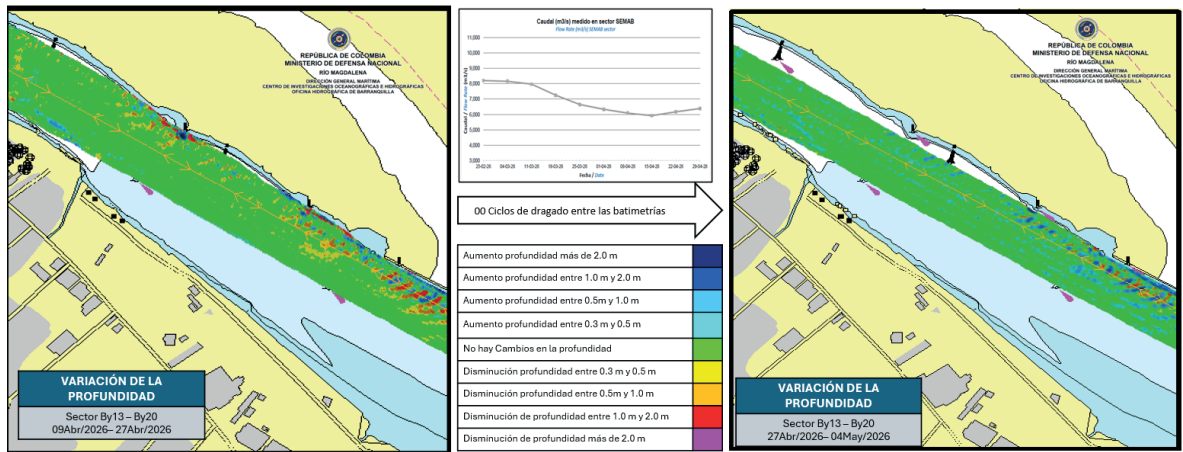 REPÚBLICA DE COLOMBIA
MINISTERIO DE DEFENSA NACIONAL
RÍO MAGDALENA
DIRECCIÓN GENERAL MARÍTIMA
CENTRO DE INVESTIGACIONES OCEANOGRÁFICAS E HIDROGRÁFICAS
OFICINA HIDROGRÁFICA DE BARRANQUILLA
VARIACIÓN DE LA
PROFUNDIDAD
Sector By13 – By20
09Abr/2026– 27Abr/2026
Caudal (m3/s) medido en sector SEMAB
Flow Rate (m3/s) SEMAB sector
Caudal / Flow Rate (m3/s)
11,000
10,000
9,000
8,000
7,000
6,000
5,000
4,000
3,000
Fecha / Date
00 Ciclos de dragado entre las batimetrías
Aumento profundidad más de 2.0 m
Aumento profundidad entre 1.0 m y 2.0 m
Aumento profundidad entre 0.5m y 1.0 m
Aumento profundidad entre 0.3 m y 0.5 m
No hay Cambios en la profundidad
Disminución profundidad entre 0.3 m y 0.5 m
Disminución profundidad entre 0.5m y 1.0 m
Disminución de profundidad entre 1.0 m y 2.0 m
Disminución de profundidad más de 2.0 m
REPÚBLICA DE COLOMBIA
MINISTERIO DE DEFENSA NACIONAL
RÍO MAGDALENA
DIRECCIÓN GENERAL MARÍTIMA
CENTRO DE INVESTIGACIONES OCEANOGRÁFICAS E HIDROGRÁFICAS
OFICINA HIDROGRÁFICA DE BARRANQUILLA
VARIACIÓN DE LA
PROFUNDIDAD
Sector By13 – By20
27Abr/2026– 04May/2026